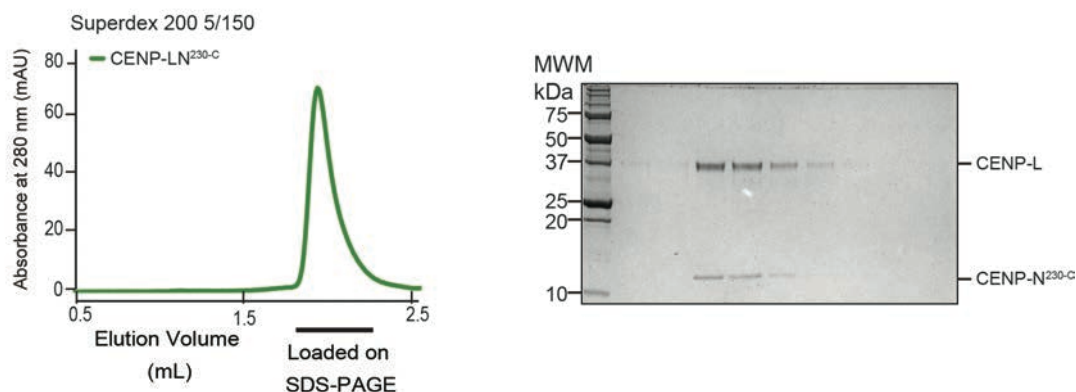 Superdex 200 5/150
CENP-LN230-C
Absorbance at 280 nm (mAU)
80
60
40
20
0
0.5
1.5
2.5
Elution Volume
(mL)
Loaded on
SDS-PAGE
MWM
kDa
75
50
37
25
20
10
CENP-L
CENP-N230-C